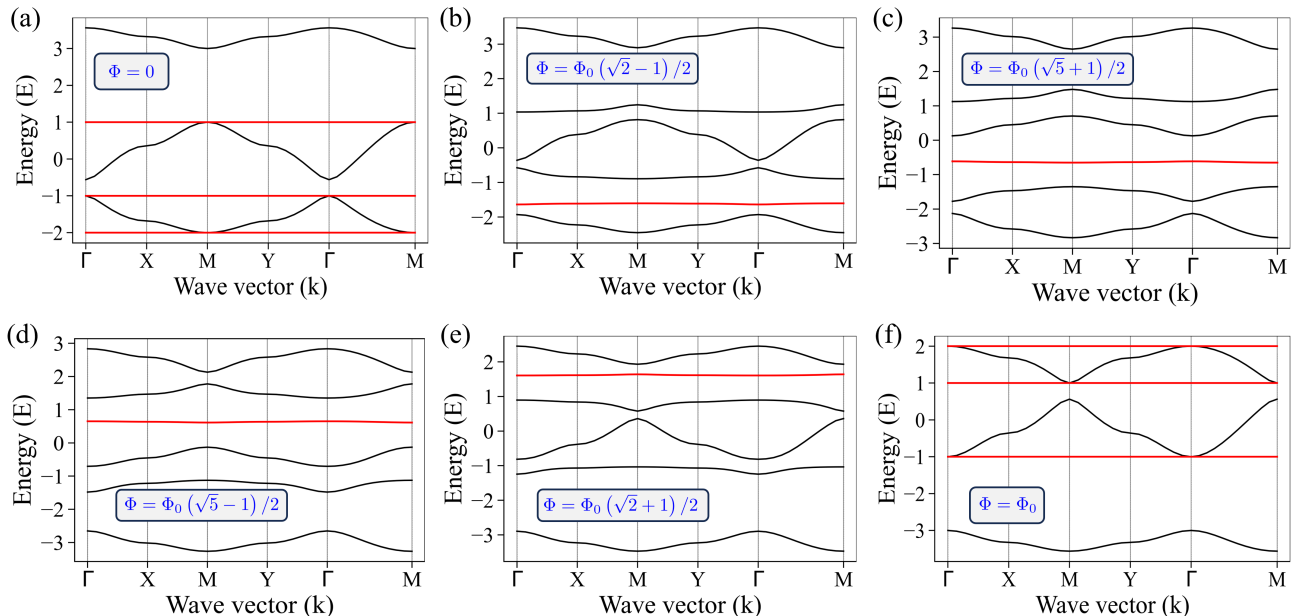 (a)
Energy (E)
3
2
1
0
−1
−2
Φ = 0
Γ X M Y Γ M
Wave vector (k)
(b)
Energy (E)
3
2
1
0
−1
−2
Φ = Φ₀ (√2 − 1) /2
Γ X M Y Γ M
Wave vector (k)
(c)
Energy (E)
3
2
1
0
−1
−2
−3
Φ = Φ₀ (√5 + 1) /2
Γ X M Y Γ M
Wave vector (k)
(d)
Energy (E)
3
2
1
0
−1
−2
−3
Φ = Φ₀ (√5 − 1) /2
Γ X M Y Γ M
Wave vector (k)
(e)
Energy (E)
2
1
0
−1
−2
−3
Φ = Φ₀ (√2 + 1) /2
Γ X M Y Γ M
Wave vector (k)
(f)
Energy (E)
2
1
0
−1
−2
−3
Φ = Φ₀
Γ X M Y Γ M
Wave vector (k)